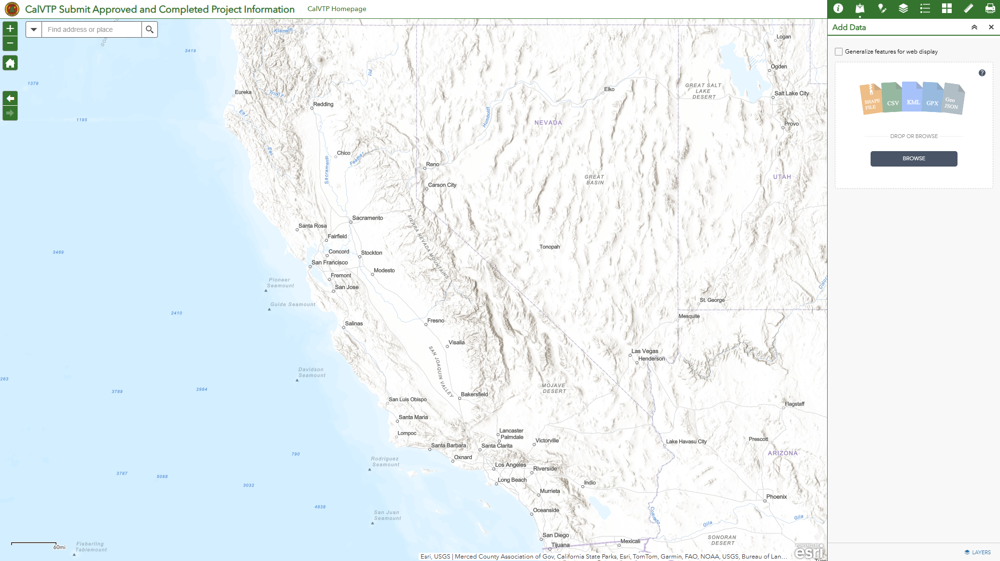 CalVTP Submit Approved and Completed Project Information
CalVTP Homepage
Add Data
Find address or place
Generalize features for web display
SHAPE
FILE
CSV
KML
GPX
Geo
JSON
DROP OR BROWSE
BROWSE
LAYERS
Klamath
3419
1379
1195
3489
2410
263
3789
2994
790
3787
5068
3032
4838
Eureka
Trinity
Redding
Pit
Eel
Eel
Humboldt
Elko
NEVADA
GREAT SALT
LAKE
DESERT
Logan
Ogden
Salt Lake City
Provo
UTAH
Chico
Feather
Sacramento
Reno
Carson City
GREAT
BASIN
Sacramento
Santa Rosa
Fairfield
Concord
Stockton
San Francisco
Modesto
Fremont
San Jose
SIERRA NEVADA MOUNTAINS
Tonopah
Pioneer
Seamount
Guide Seamount
St. George
Mesquite
Salinas
Fresno
Visalia
SAN JOAQUIN VALLEY
Las Vegas
Henderson
Davidson
Seamount
MOJAVE
DESERT
Bakersfield
San Luis Obispo
Santa Maria
Lompoc
Flagstaff
Lancaster
Palmdale
Victorville
Santa Barbara
Santa Clarita
Lake Havasu City
Prescott
ARIZONA
Oxnard
Los Angeles
Riverside
Rodriguez
Seamount
Long Beach
Indio
Murrieta
Phoenix
Oceanside
San Juan
Seamount
Colorado
Gila
Gila
San Diego
Tijuana
Mexicali
SONORAN
DESERT
Fieberling
Tablemount
60mi
POWERED BY
esri
Esri, USGS | Merced County Association of Gov, California State Parks, Esri, TomTom, Garmin, FAO, NOAA, USGS, Bureau of Lan...